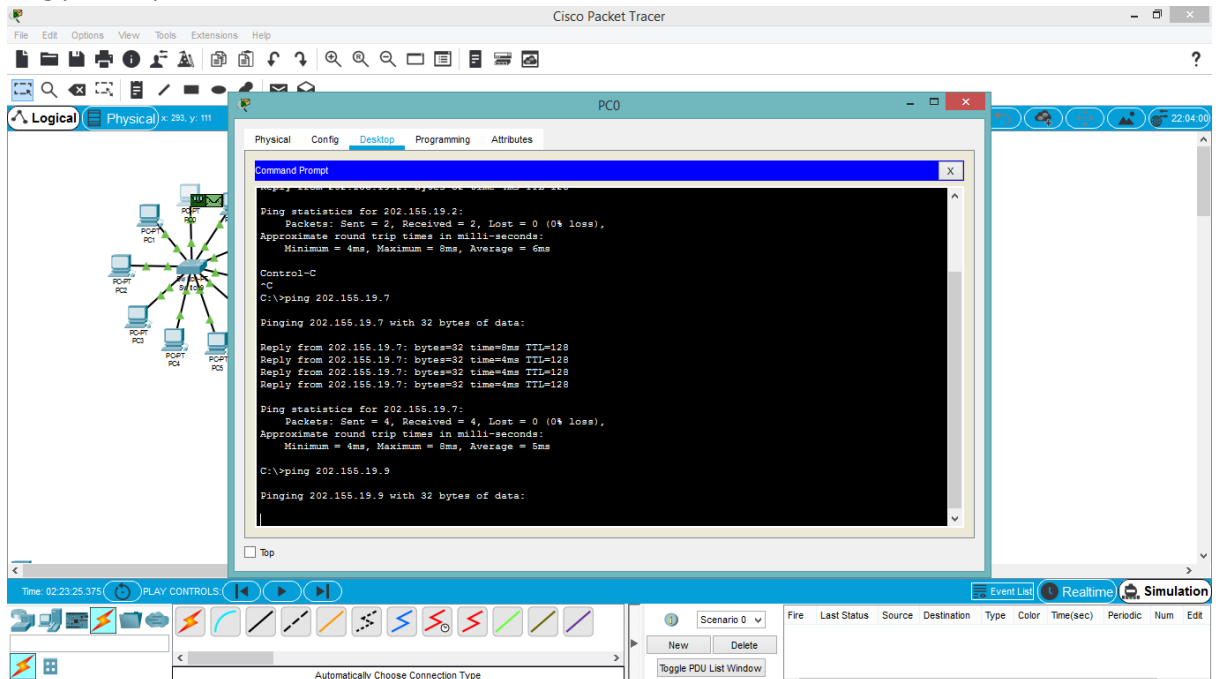 Cisco Packet Tracer
File Edit Options View Tools Extensions Help
?
PC0
Logical Physical x: 293, y: 111
22:04:00
Physical Config Desktop Programming Attributes
Command Prompt
X
Ping statistics for 202.155.19.2:
Packets: Sent = 2, Received = 2, Lost = 0 (0% loss),
Approximate round trip times in milli-seconds:
Minimum = 4ms, Maximum = 8ms, Average = 6ms
Control-C
^C
C:\>ping 202.155.19.7
Pinging 202.155.19.7 with 32 bytes of data:
Reply from 202.155.19.7: bytes=32 time=8ms TTL=128
Reply from 202.155.19.7: bytes=32 time=4ms TTL=128
Reply from 202.155.19.7: bytes=32 time=4ms TTL=128
Reply from 202.155.19.7: bytes=32 time=4ms TTL=128
Ping statistics for 202.155.19.7:
Packets: Sent = 4, Received = 4, Lost = 0 (0% loss),
Approximate round trip times in milli-seconds:
Minimum = 4ms, Maximum = 8ms, Average = 5ms
C:\>ping 202.155.19.9
Pinging 202.155.19.9 with 32 bytes of data:
Top
PC-PT
PC1
PC-PT
PC2
PC-PT
PC3
PC-PT
PC4
PC-PT
PC5
Time: 02:23:25.375 PLAY CONTROLS:
Event List Realtime Simulation
Scenario 0
New Delete
Toggle PDU List Window
Fire Last Status Source Destination Type Color Time(sec) Periodic Num Edit
Automatically Choose Connection Type